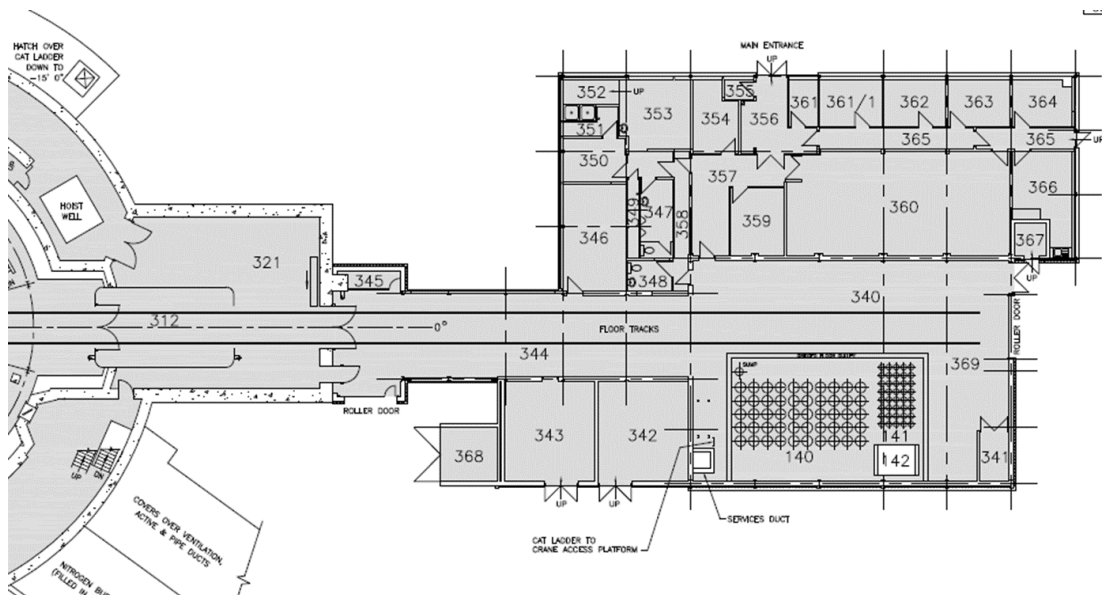 HATCH OVER
CAT LADDER
DOWN TO
-15' 0"
MAIN ENTRANCE
UP
352
UP
355
353
354
356
361
361/1
362
363
364
351
350
365
365
UP
357
347
349
358
359
360
366
346
367
HOIST
WELL
321
345
348
340
UP
312
0°
FLOOR TRACKS
ROLLER DOOR
344
369
SUMP
ROLLER DOOR
343
342
368
140
141
142
341
UP
DN
UP
UP
SERVICES DUCT
CAT LADDER TO
CRANE ACCESS PLATFORM
COVERS OVER VENTILATION,
ACTIVE & PIPE DUCTS
NITROGEN
(FILLED IN